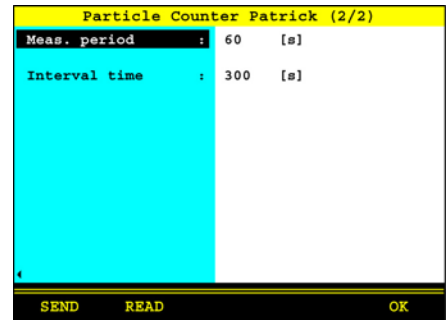 Particle Counter Patrick (2/2)
Meas. period : 60 [s]
Interval time : 300 [s]
SEND READ OK